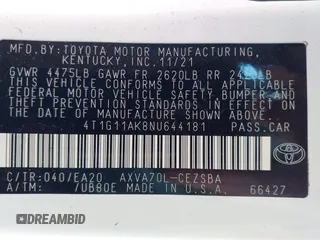 MFD. BY: TOYOTA MOTOR MANUFACTURING,
KENTUCKY, INC. 11/21
GVWR 4475LB GAWR FR 2620LB RR
THIS VEHICLE CONFORMS TO ALL APPLICABLE
FEDERAL MOTOR VEHICLE SAFETY, BUMPER, AND
THEFT PREVENTION STANDARDS IN EFFECT ON
THE DATE OF MANUFACTURE SHOWN ABOVE.
4T1G11AK8NU644181 PASS.CAR
C/TR:040/EA20 AXVA70L-CEZSBA
A/TM: /UB80E MADE IN U.S.A. 66427
TOYOTA